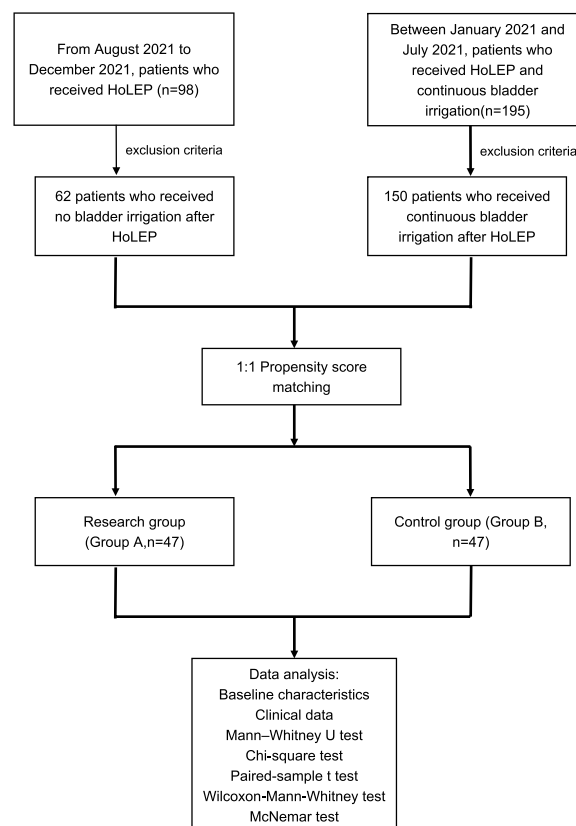 From August 2021 to
December 2021, patients who
received HoLEP (n=98)
Between January 2021 and
July 2021, patients who
received HoLEP and
continuous bladder
irrigation(n=195)
exclusion criteria
exclusion criteria
62 patients who received
no bladder irrigation after
HoLEP
150 patients who received
continuous bladder
irrigation after HoLEP
1:1 Propensity score
matching
Research group
(Group A,n=47)
Control group (Group B,
n=47)
Data analysis:
Baseline characteristics
Clinical data
Mann–Whitney U test
Chi-square test
Paired-sample t test
Wilcoxon-Mann-Whitney test
McNemar test